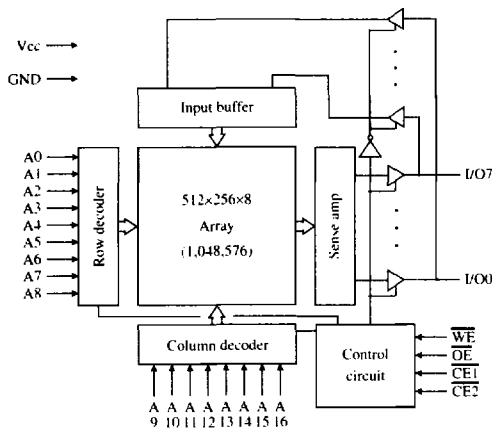 Vcc
GND
Input buffer
A0
A1
A2
A3
A4
A5
A6
A7
A8
Row decoder
512×256×8
Array
(1,048,576)
Sense amp
I/O7
I/O0
Column decoder
Control
circuit
WE
OE
CE1
CE2
A A A A A A A A
9 10 11 12 13 14 15 16